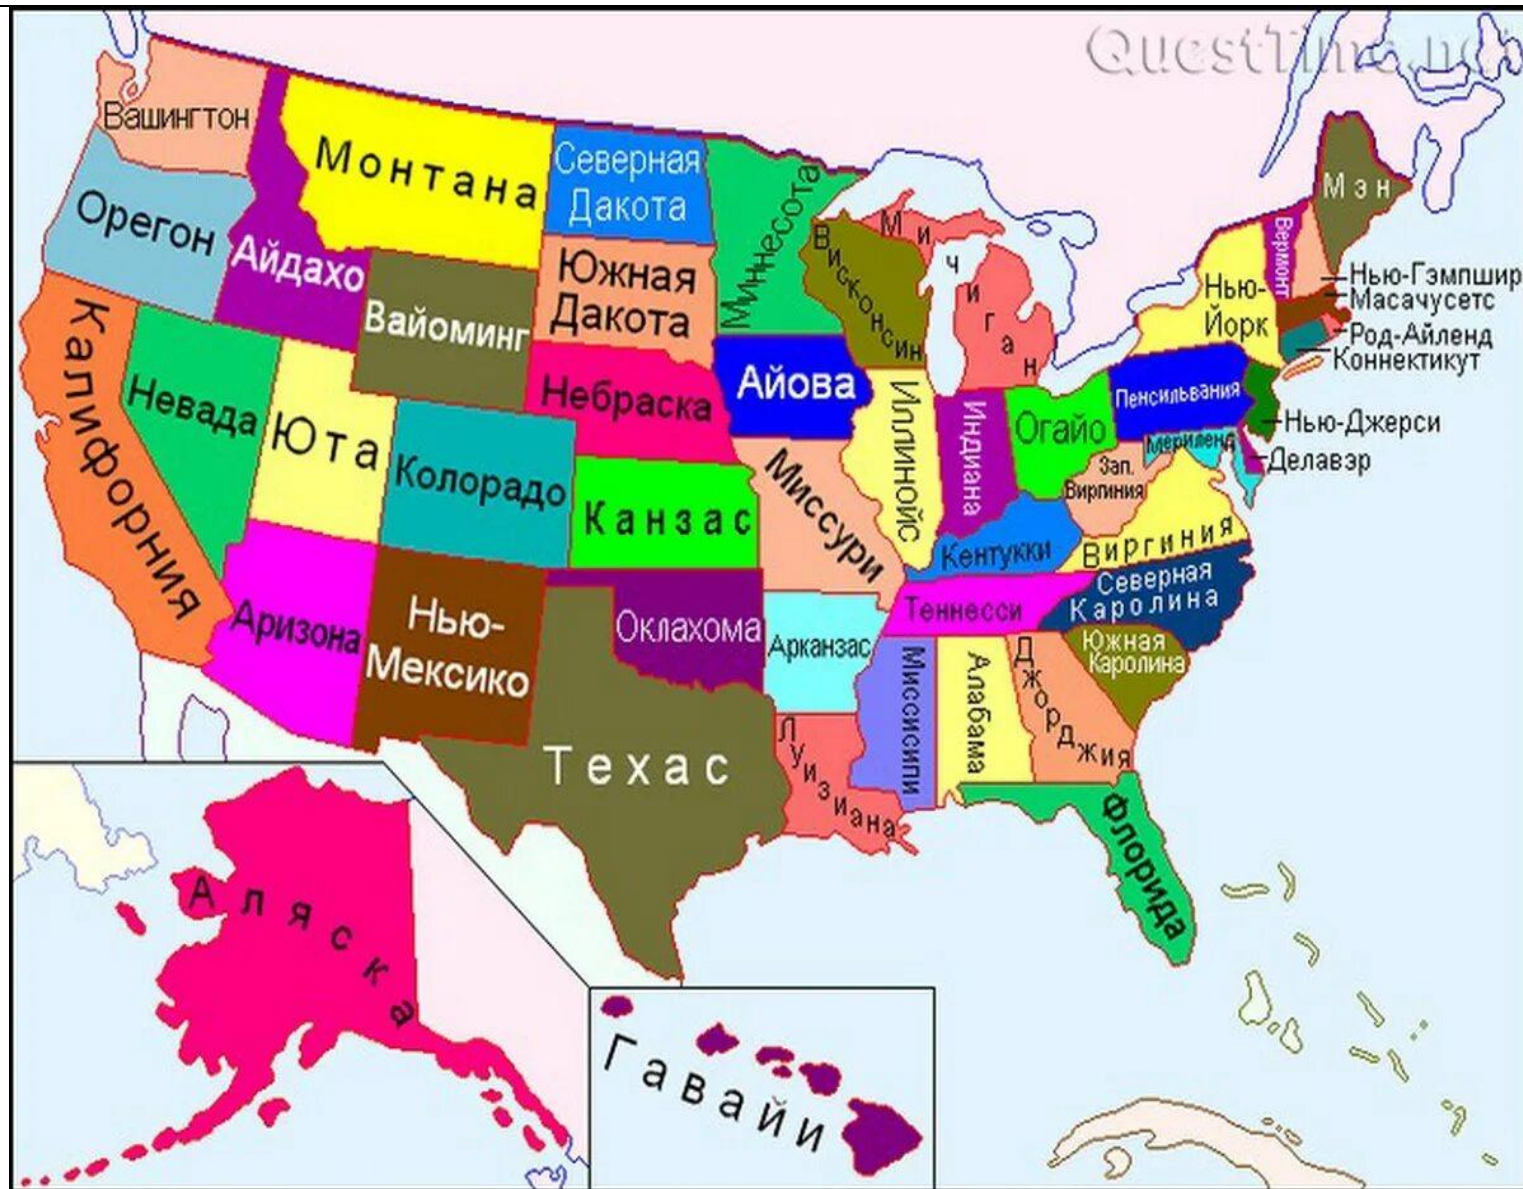 QuestTime.net
Вашингтон
Монтана
Северная
Дакота
Миннесота
Мэн
Орегон
Айдахо
Южная
Дакота
Висконсин
Мичиган
Вермонт
Нью-
Йорк
Нью-Гэмпшир
Масачусетс
Род-Айленд
Коннектикут
Вайоминг
Калифорния
Невада
Юта
Небраска
Айова
Иллинойс
Индиана
Огайо
Пенсильвания
Нью-Джерси
Мериленд
Делавэр
Колорадо
Канзас
Миссури
Зап.
Виргиния
Виргиния
Кентукки
Аризона
Нью-
Мексико
Оклахома
Арканзас
Теннесси
Северная
Каролина
Южная
Каролина
Техас
Луизиана
Миссисипи
Алабама
Джорджия
Флорида
Аляска
Гавайи